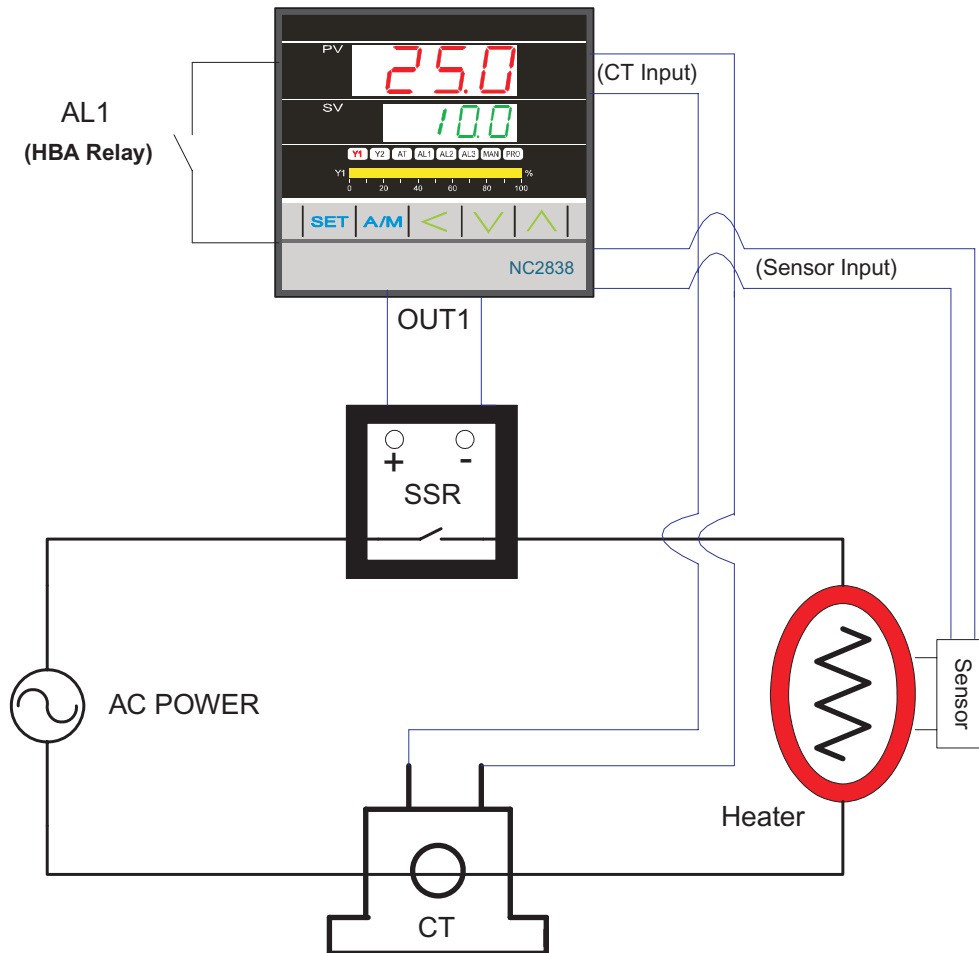 PV
25.0
(CT Input)
AL1
(HBA Relay)
SV
10.0
Y1 Y2 AT AL1 AL2 AL3 MAN PRO
Y1 %
0 20 40 60 80 100
SET A/M < ∨ ∧
NC2838
(Sensor Input)
OUT1
+ -
SSR
AC POWER
Sensor
Heater
CT